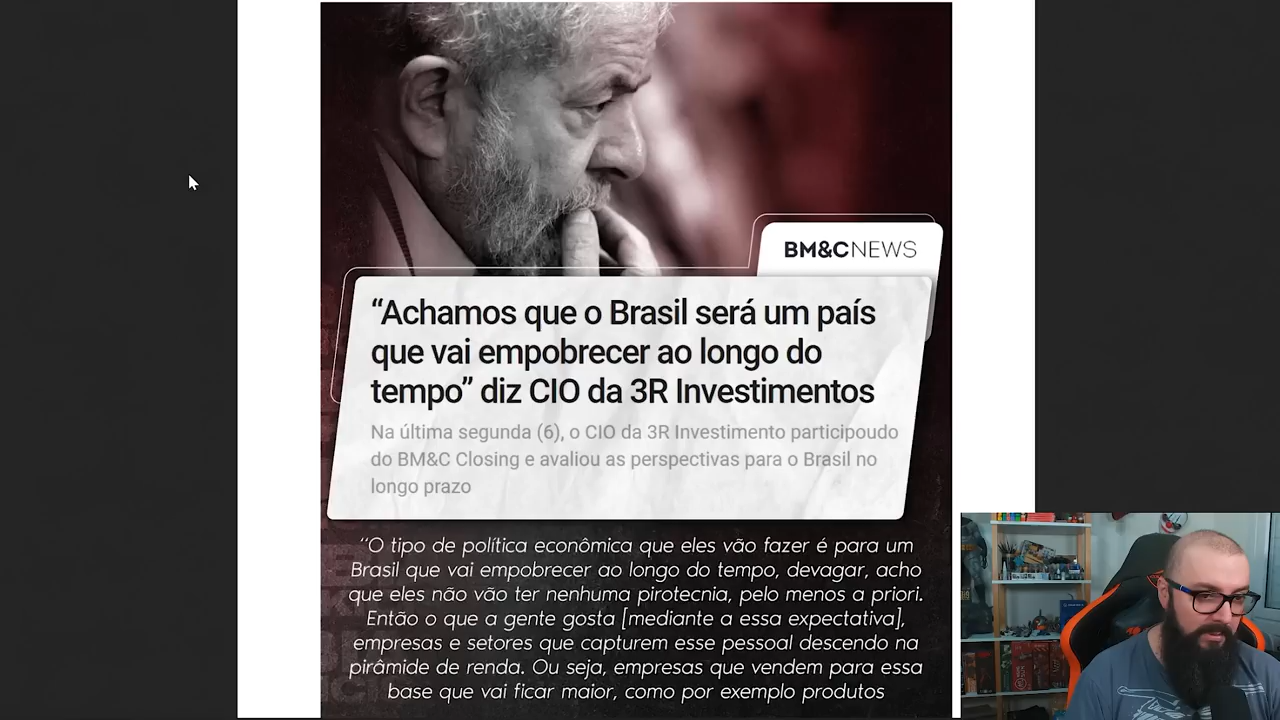 BM&CNEWS
“Achamos que o Brasil será um país
que vai empobrecer ao longo do
tempo” diz CIO da 3R Investimentos
Na última segunda (6), o CIO da 3R Investimento participoudo
do BM&C Closing e avaliou as perspectivas para o Brasil no
longo prazo
“O tipo de política econômica que eles vão fazer é para um
Brasil que vai empobrecer ao longo do tempo, devagar, acho
que eles não vão ter nenhuma pirotecnia, pelo menos a priori.
Então o que a gente gosta [mediante a essa expectativa],
empresas e setores que capturem esse pessoal descendo na
pirâmide de renda. Ou seja, empresas que vendem para essa
base que vai ficar maior, como por exemplo produtos